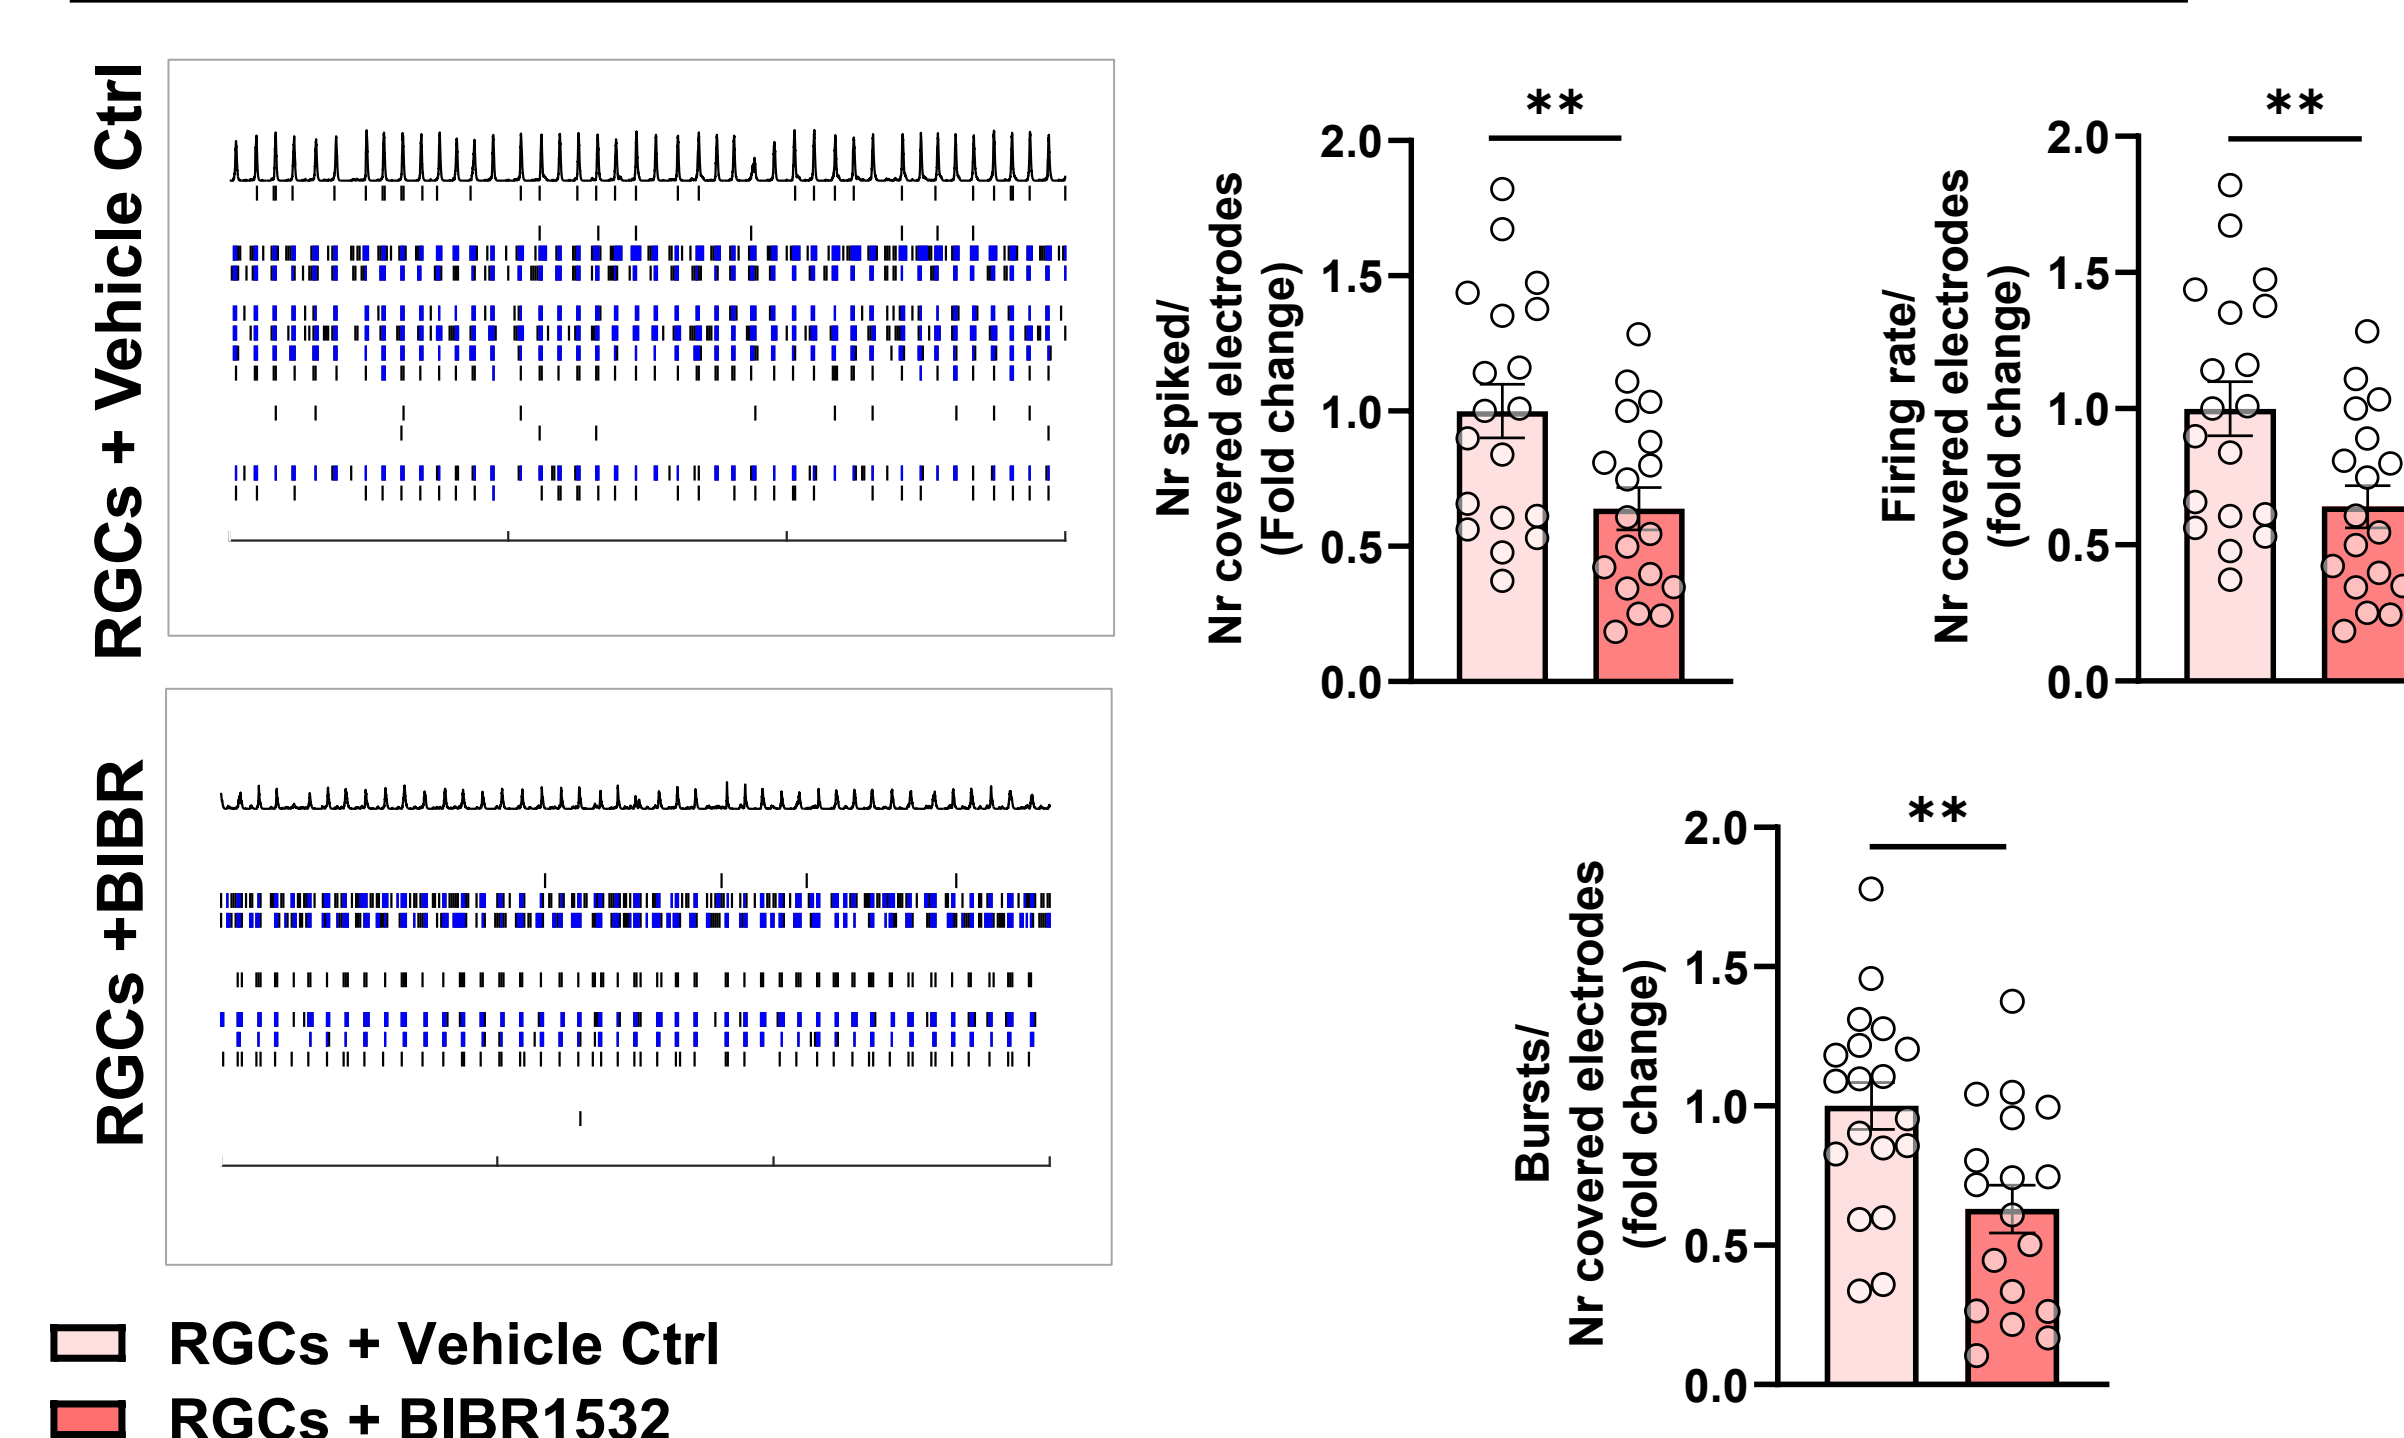 RGCs + Vehicle Ctrl
RGCs +BIBR
**
Nr spiked/
Nr covered electrodes
(Fold change)
2.0
1.5
1.0
0.5
0.0
**
Firing rate/
Nr covered electrodes
(fold change)
2.0
1.5
1.0
0.5
0.0
**
Bursts/
Nr covered electrodes
(fold change)
2.0
1.5
1.0
0.5
0.0
RGCs + Vehicle Ctrl
RGCs + BIBR1532